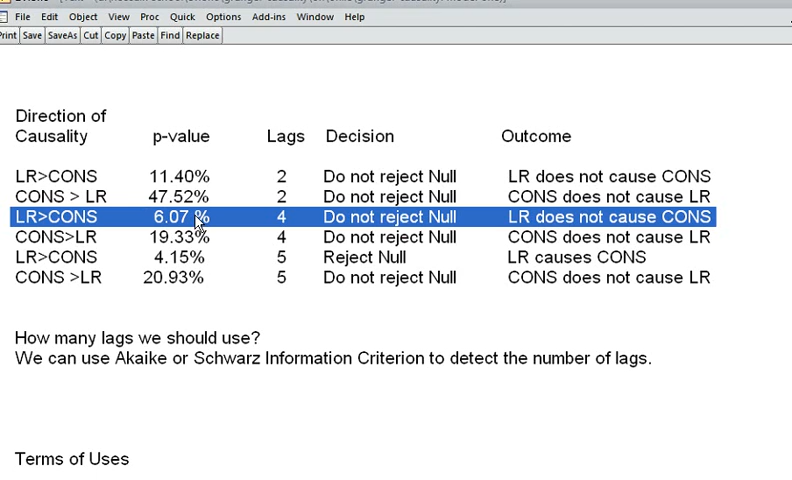 File Edit Object View Proc Quick Options Add-ins Window Help
Print Save SaveAs Cut Copy Paste Find Replace
Direction of
Causality p-value Lags Decision Outcome
LR>CONS 11.40% 2 Do not reject Null LR does not cause CONS
CONS > LR 47.52% 2 Do not reject Null CONS does not cause LR
LR>CONS 6.07 % 4 Do not reject Null LR does not cause CONS
CONS>LR 19.33% 4 Do not reject Null CONS does not cause LR
LR>CONS 4.15% 5 Reject Null LR causes CONS
CONS >LR 20.93% 5 Do not reject Null CONS does not cause LR
How many lags we should use?
We can use Akaike or Schwarz Information Criterion to detect the number of lags.
Terms of Uses